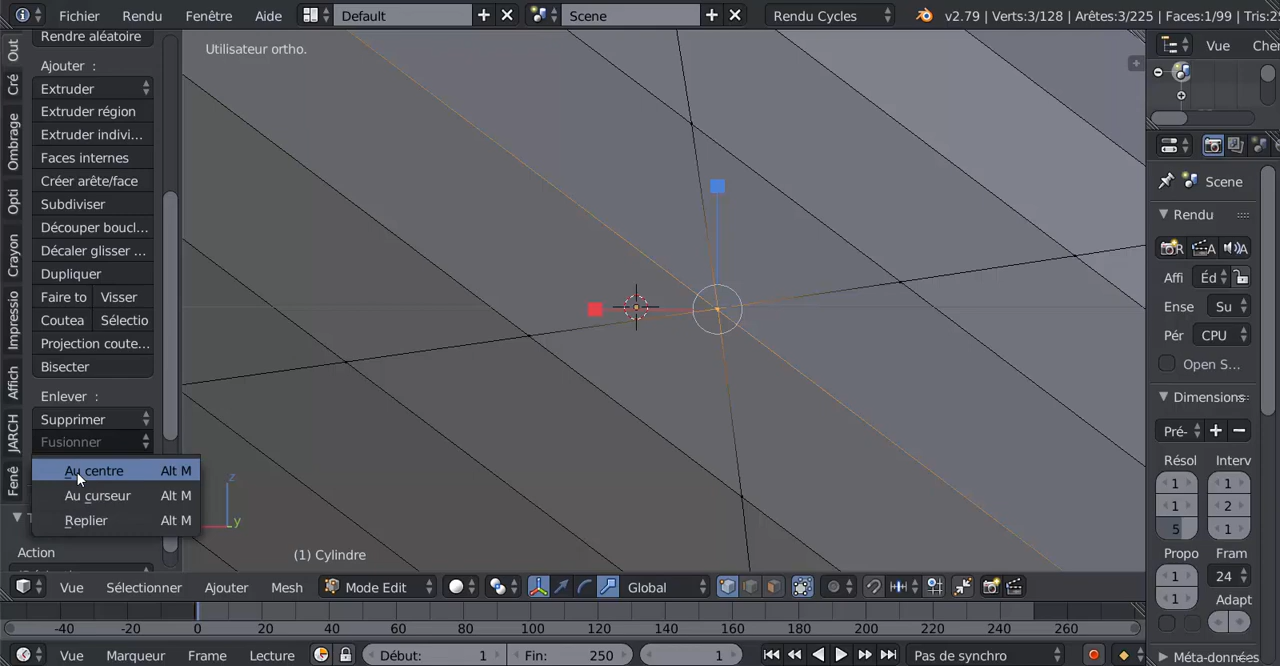 Fichier Rendu Fenêtre Aide Default Scene Rendu Cycles v2.79 | Verts:3/128 | Arêtes:3/225 | Faces:1/99 | Tris:25
Rendre aléatoire
Utilisateur ortho.
Vue Cher
Ajouter :
Extruder
Extruder région
Extruder indivi...
Faces internes
Créer arête/face
Subdiviser
Découper boucl...
Décaler glisser ...
Dupliquer
Faire to Visser
Coutea Sélectio
Projection coute...
Bisecter
Enlever :
Supprimer
Fusionner
Au centre Alt M
Au curseur Alt M
Replier Alt M
Action
Out
Cré
Ombrage
Opti
Crayon
Impressio
Affich
JARCH
Fenê
z
y
(1) Cylindre
Scene
Rendu
R A A
Affi Éd
Ense Su
Pér CPU
Open S...
Dimensions
Pré-
Résol Interv
1 1
1 2
5 1
Propo Fram
1 24
1 Adapt
Métadonnées
Vue Sélectionner Ajouter Mesh Mode Edit Global
-40 -20 0 20 40 60 80 100 120 140 160 180 200 220 240 260
Vue Marqueur Frame Lecture Début: 1 Fin: 250 1 Pas de synchro